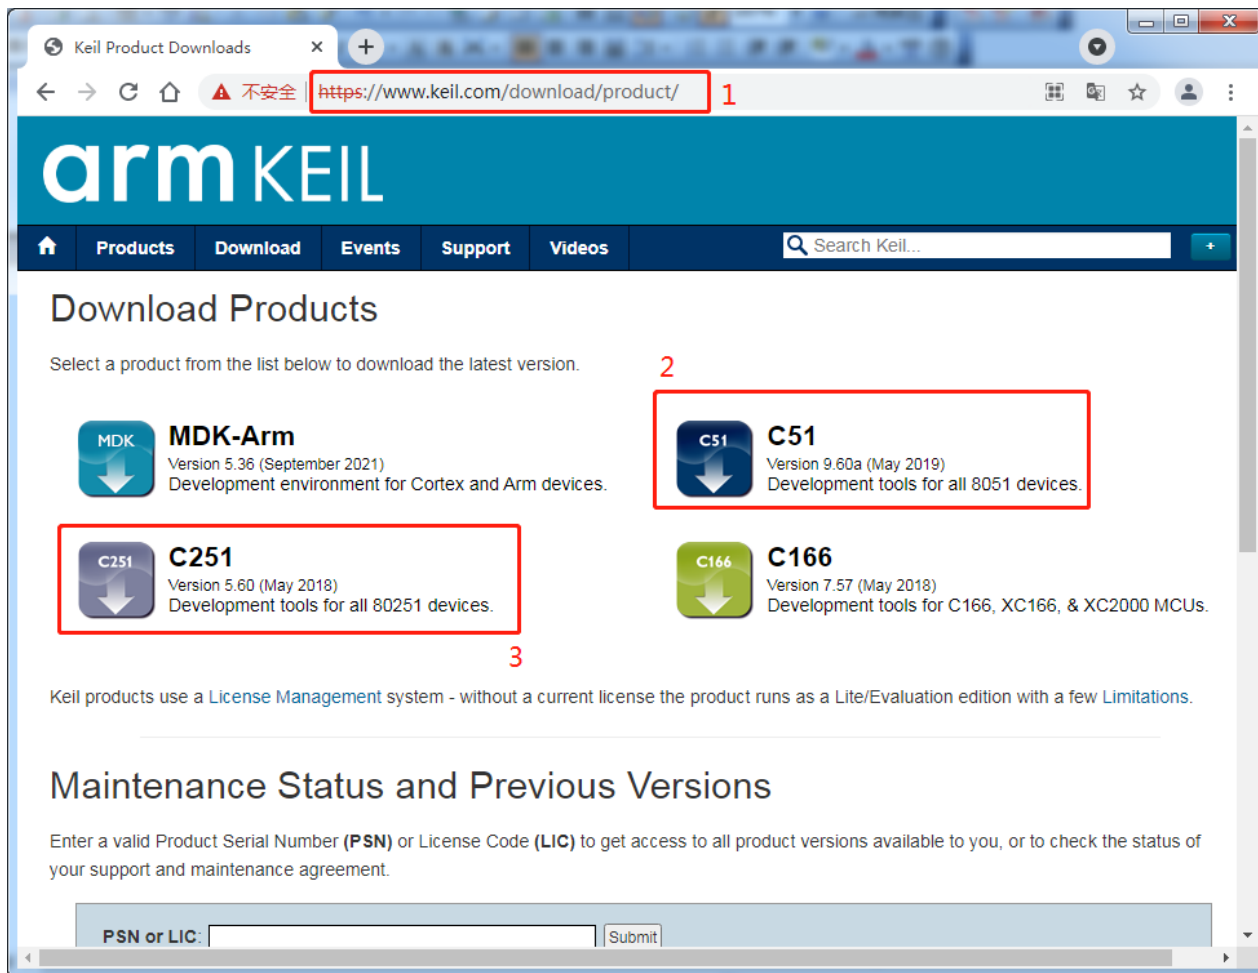 Keil Product Downloads
不安全 https://www.keil.com/download/product/ 1
arm KEIL
Products Download Events Support Videos Search Keil... +
Download Products
Select a product from the list below to download the latest version.
2
MDK
MDK-Arm
Version 5.36 (September 2021)
Development environment for Cortex and Arm devices.
C51
C51
Version 9.60a (May 2019)
Development tools for all 8051 devices.
C251
C251
Version 5.60 (May 2018)
Development tools for all 80251 devices.
C166
C166
Version 7.57 (May 2018)
Development tools for C166, XC166, & XC2000 MCUs.
3
Keil products use a License Management system - without a current license the product runs as a Lite/Evaluation edition with a few Limitations.
Maintenance Status and Previous Versions
Enter a valid Product Serial Number (PSN) or License Code (LIC) to get access to all product versions available to you, or to check the status of
your support and maintenance agreement.
PSN or LIC: Submit